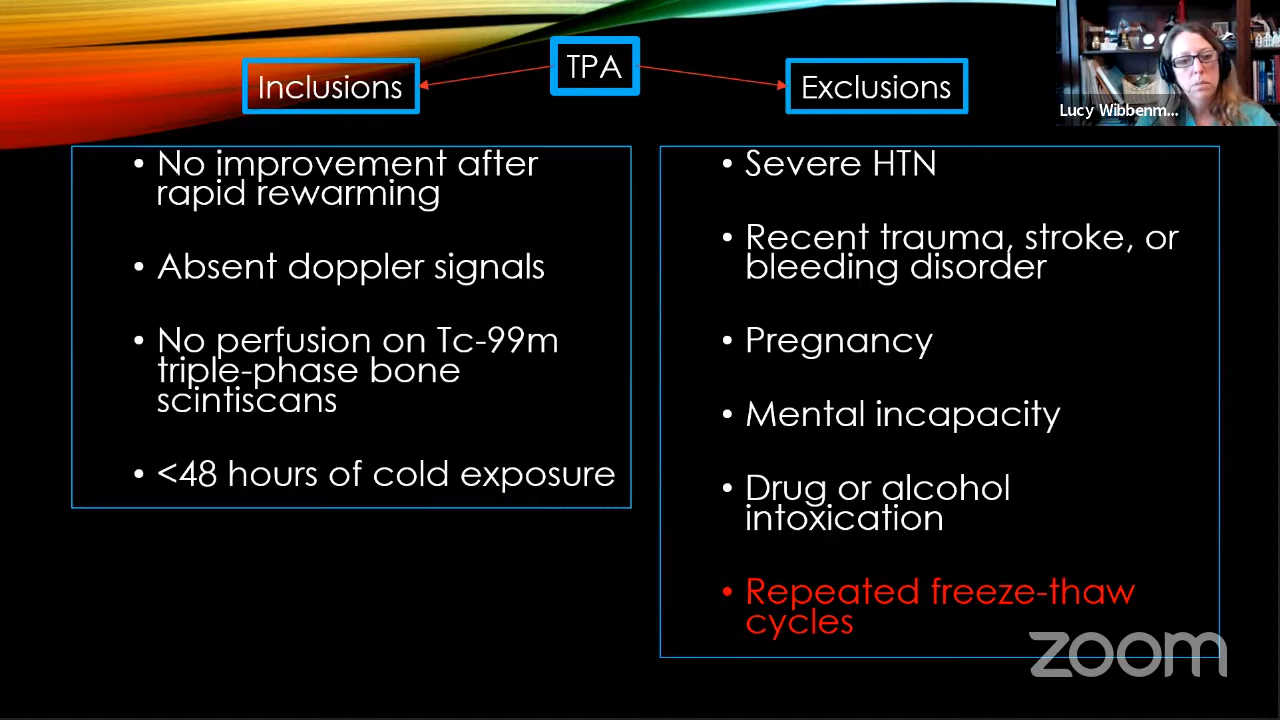 TPA
Inclusions
Exclusions
Lucy Wibbenm...
• No improvement after
rapid rewarming
• Absent doppler signals
• No perfusion on Tc-99m
triple-phase bone
scintiscans
• <48 hours of cold exposure
• Severe HTN
• Recent trauma, stroke, or
bleeding disorder
• Pregnancy
• Mental incapacity
• Drug or alcohol
intoxication
• Repeated freeze-thaw
cycles
zoom